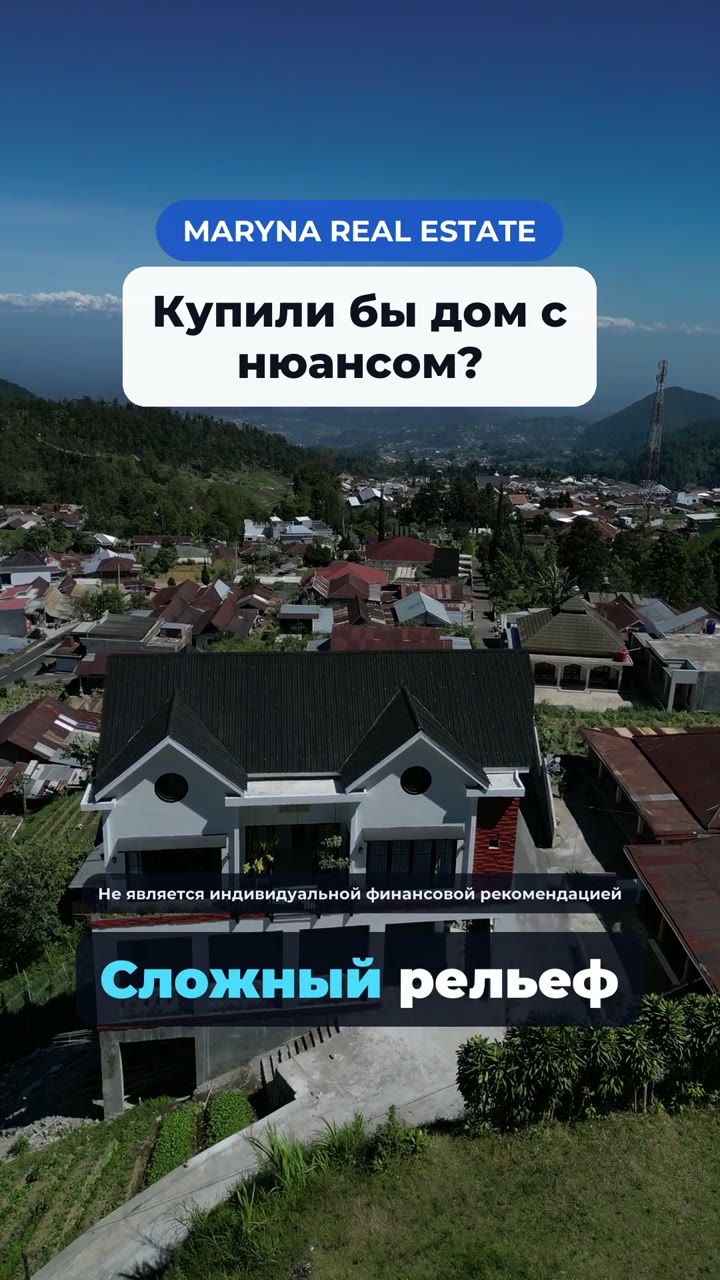 MARYNA REAL ESTATE
Купили бы дом с
нюансом?
Не является индивидуальной финансовой рекомендацией
Сложный рельеф